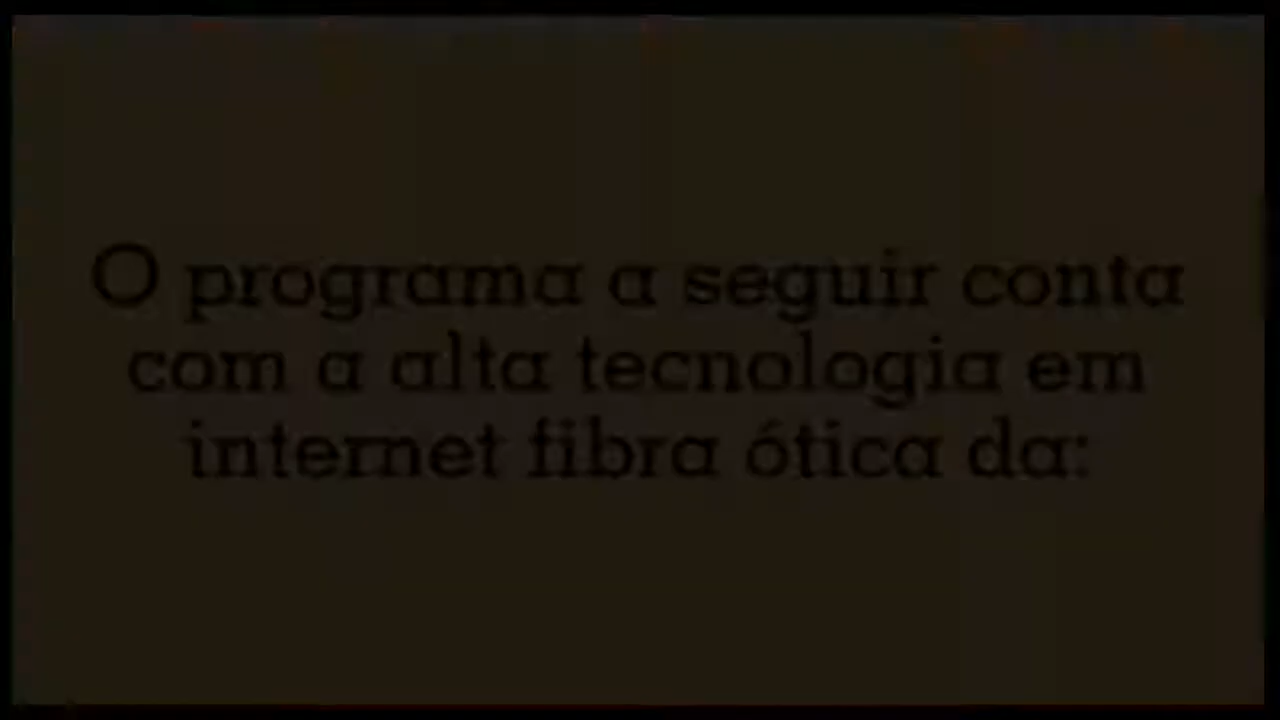 O programa a seguir conta
com a alta tecnologia em
internet fibra ótica da: